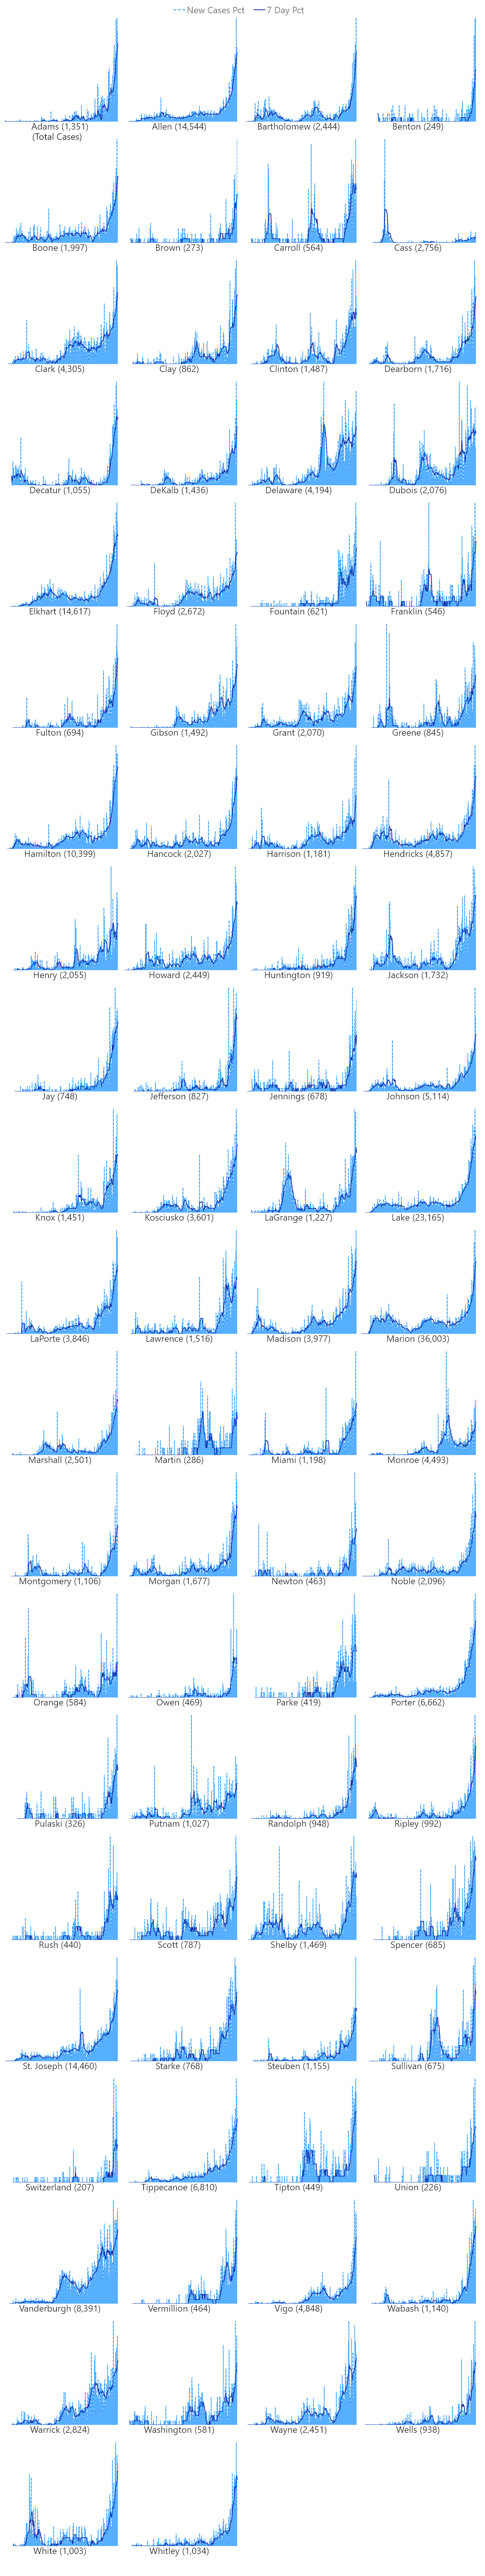 New Cases Pct 7 Day Pct
Adams (1,351) Allen (14,544) Bartholomew (2,444) Benton (249)
(Total Cases)
Boone (1,997) Brown (273) Carroll (564) Cass (2,756)
Clark (4,305) Clay (862) Clinton (1,487) Dearborn (1,716)
Decatur (1,055) DeKalb (1,436) Delaware (4,194) Dubois (2,076)
Elkhart (14,617) Floyd (2,672) Fountain (621) Franklin (546)
Fulton (694) Gibson (1,492) Grant (2,070) Greene (845)
Hamilton (10,399) Hancock (2,027) Harrison (1,181) Hendricks (4,857)
Henry (2,055) Howard (2,449) Huntington (919) Jackson (1,732)
Jay (748) Jefferson (827) Jennings (678) Johnson (5,114)
Knox (1,451) Kosciusko (3,601) LaGrange (1,227) Lake (23,165)
LaPorte (3,846) Lawrence (1,516) Madison (3,977) Marion (36,003)
Marshall (2,501) Martin (286) Miami (1,198) Monroe (4,493)
Montgomery (1,106) Morgan (1,677) Newton (463) Noble (2,096)
Orange (584) Owen (469) Parke (419) Porter (6,662)
Pulaski (326) Putnam (1,027) Randolph (948) Ripley (992)
Rush (440) Scott (787) Shelby (1,469) Spencer (685)
St. Joseph (14,460) Starke (768) Steuben (1,155) Sullivan (675)
Switzerland (207) Tippecanoe (6,810) Tipton (449) Union (226)
Vanderburgh (8,391) Vermillion (464) Vigo (4,848) Wabash (1,140)
Warrick (2,824) Washington (581) Wayne (2,451) Wells (938)
White (1,003) Whitley (1,034)